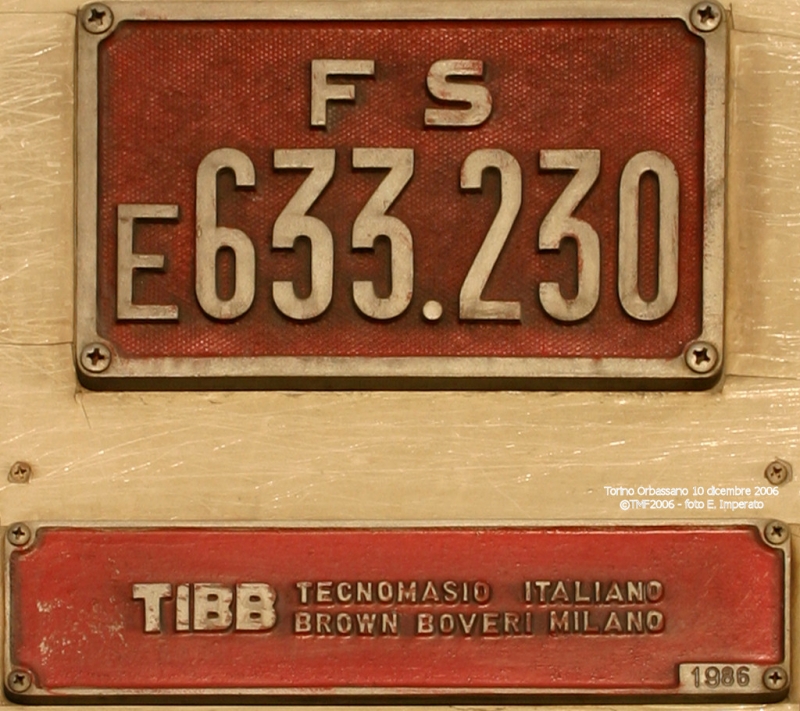 F S
E633.230
Torino Orbassano 10 dicembre 2006
©TMF2006 - foto E. Imperato
TIBB TECNOMASIO ITALIANO
BROWN BOVERI MILANO
1986